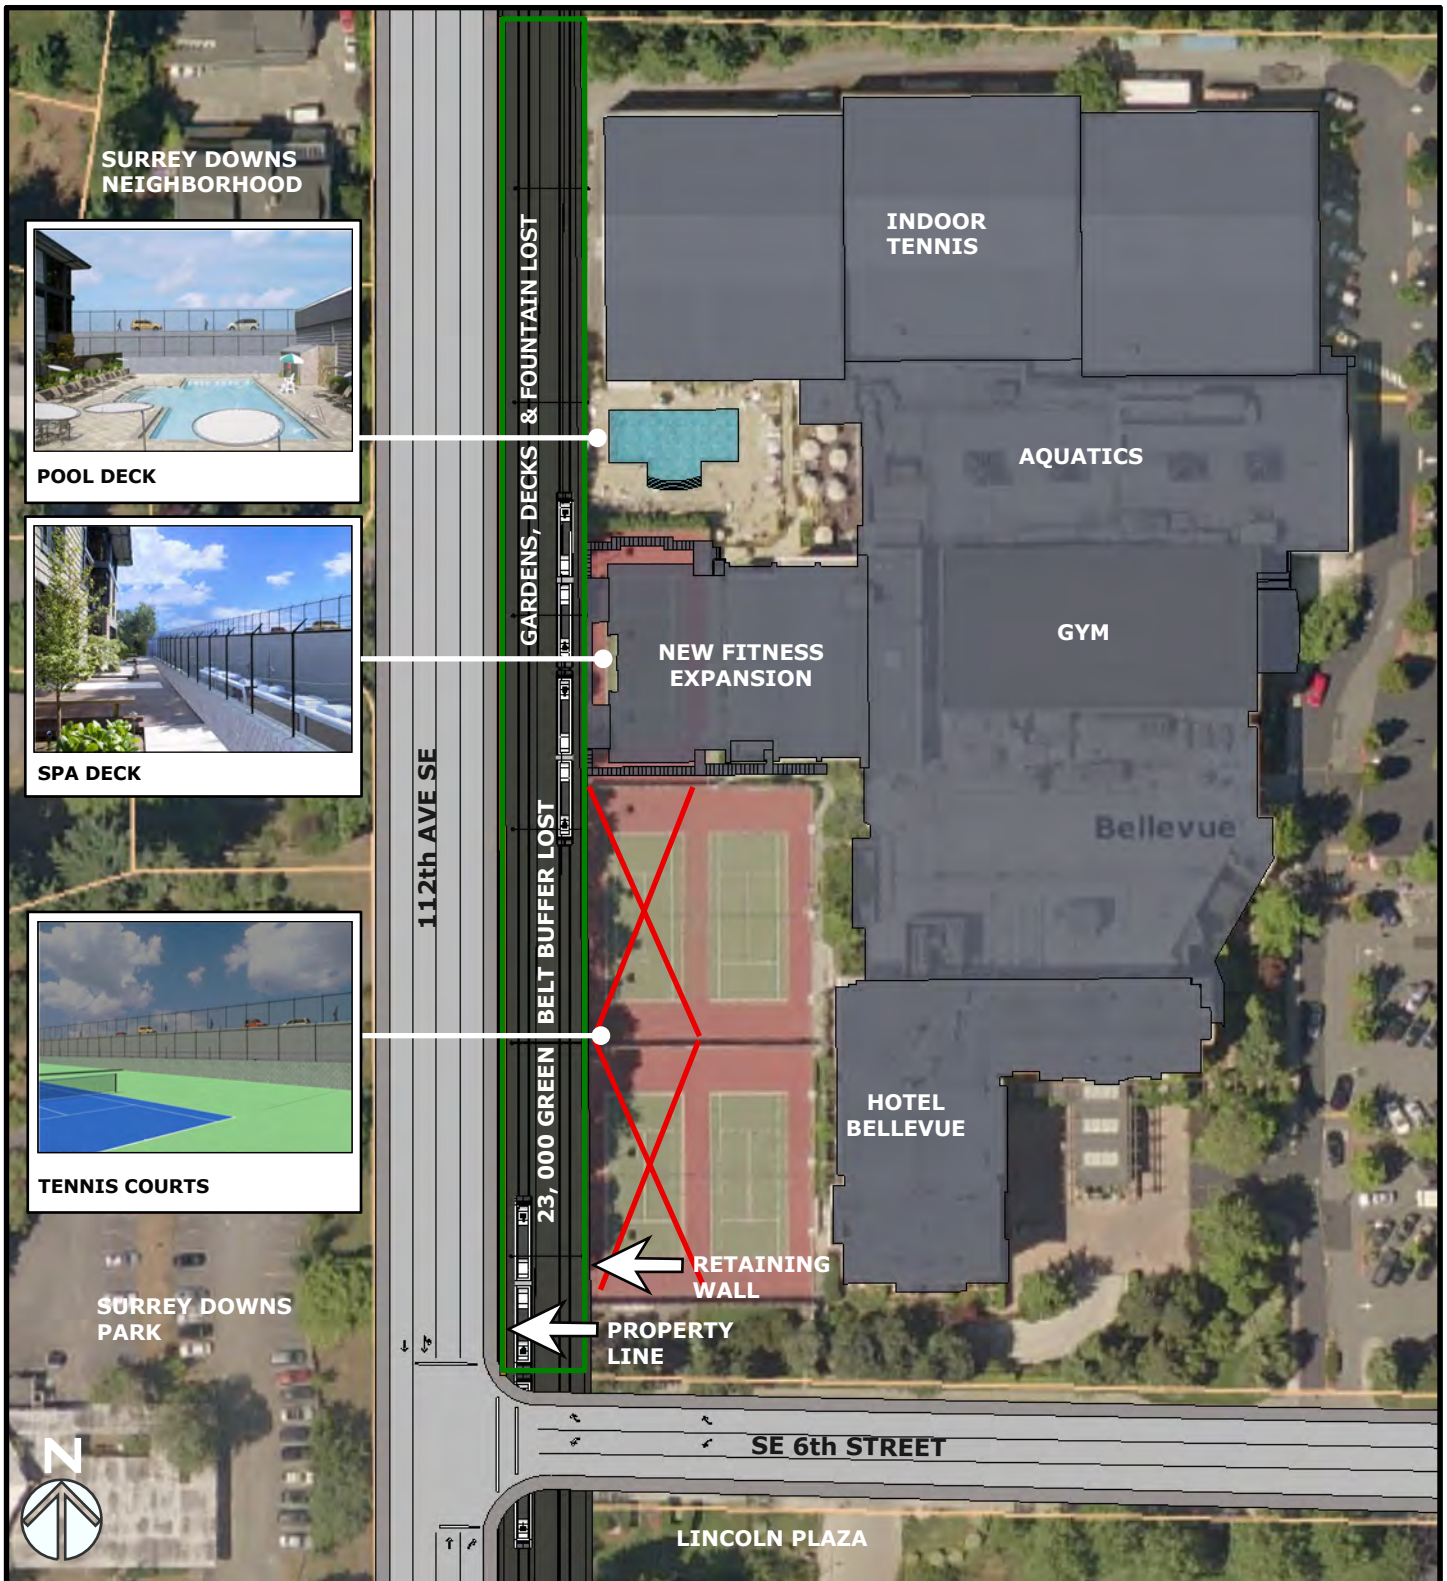 SURREY DOWNS
NEIGHBORHOOD
INDOOR
TENNIS
GARDENS, DECKS & FOUNTAIN LOST
POOL DECK
AQUATICS
NEW FITNESS
EXPANSION
GYM
SPA DECK
112th AVE SE
Bellevue
23, 000 GREEN BELT BUFFER LOST
TENNIS COURTS
HOTEL
BELLEVUE
RETAINING
WALL
PROPERTY
LINE
SURREY DOWNS
PARK
N
SE 6th STREET
LINCOLN PLAZA